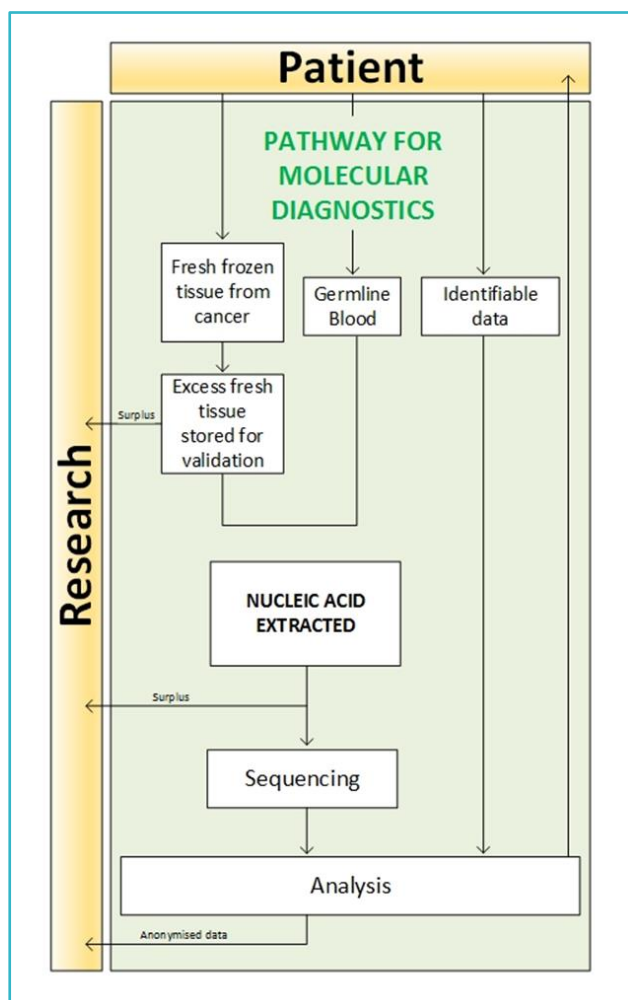 Patient
PATHWAY FOR
MOLECULAR
DIAGNOSTICS
Fresh frozen
tissue from
cancer
Germline
Blood
Identifiable
data
Excess fresh
tissue
stored for
validation
Surplus
Research
NUCLEIC ACID
EXTRACTED
Surplus
Sequencing
Analysis
Anonymised data